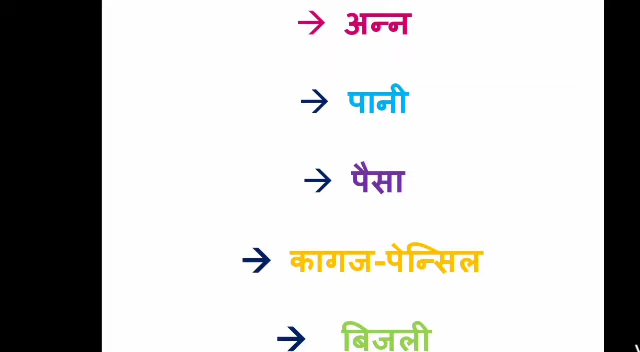 → अन्न
→ पानी
→ पैसा
→ कागज-पेन्सिल
→ बिजली